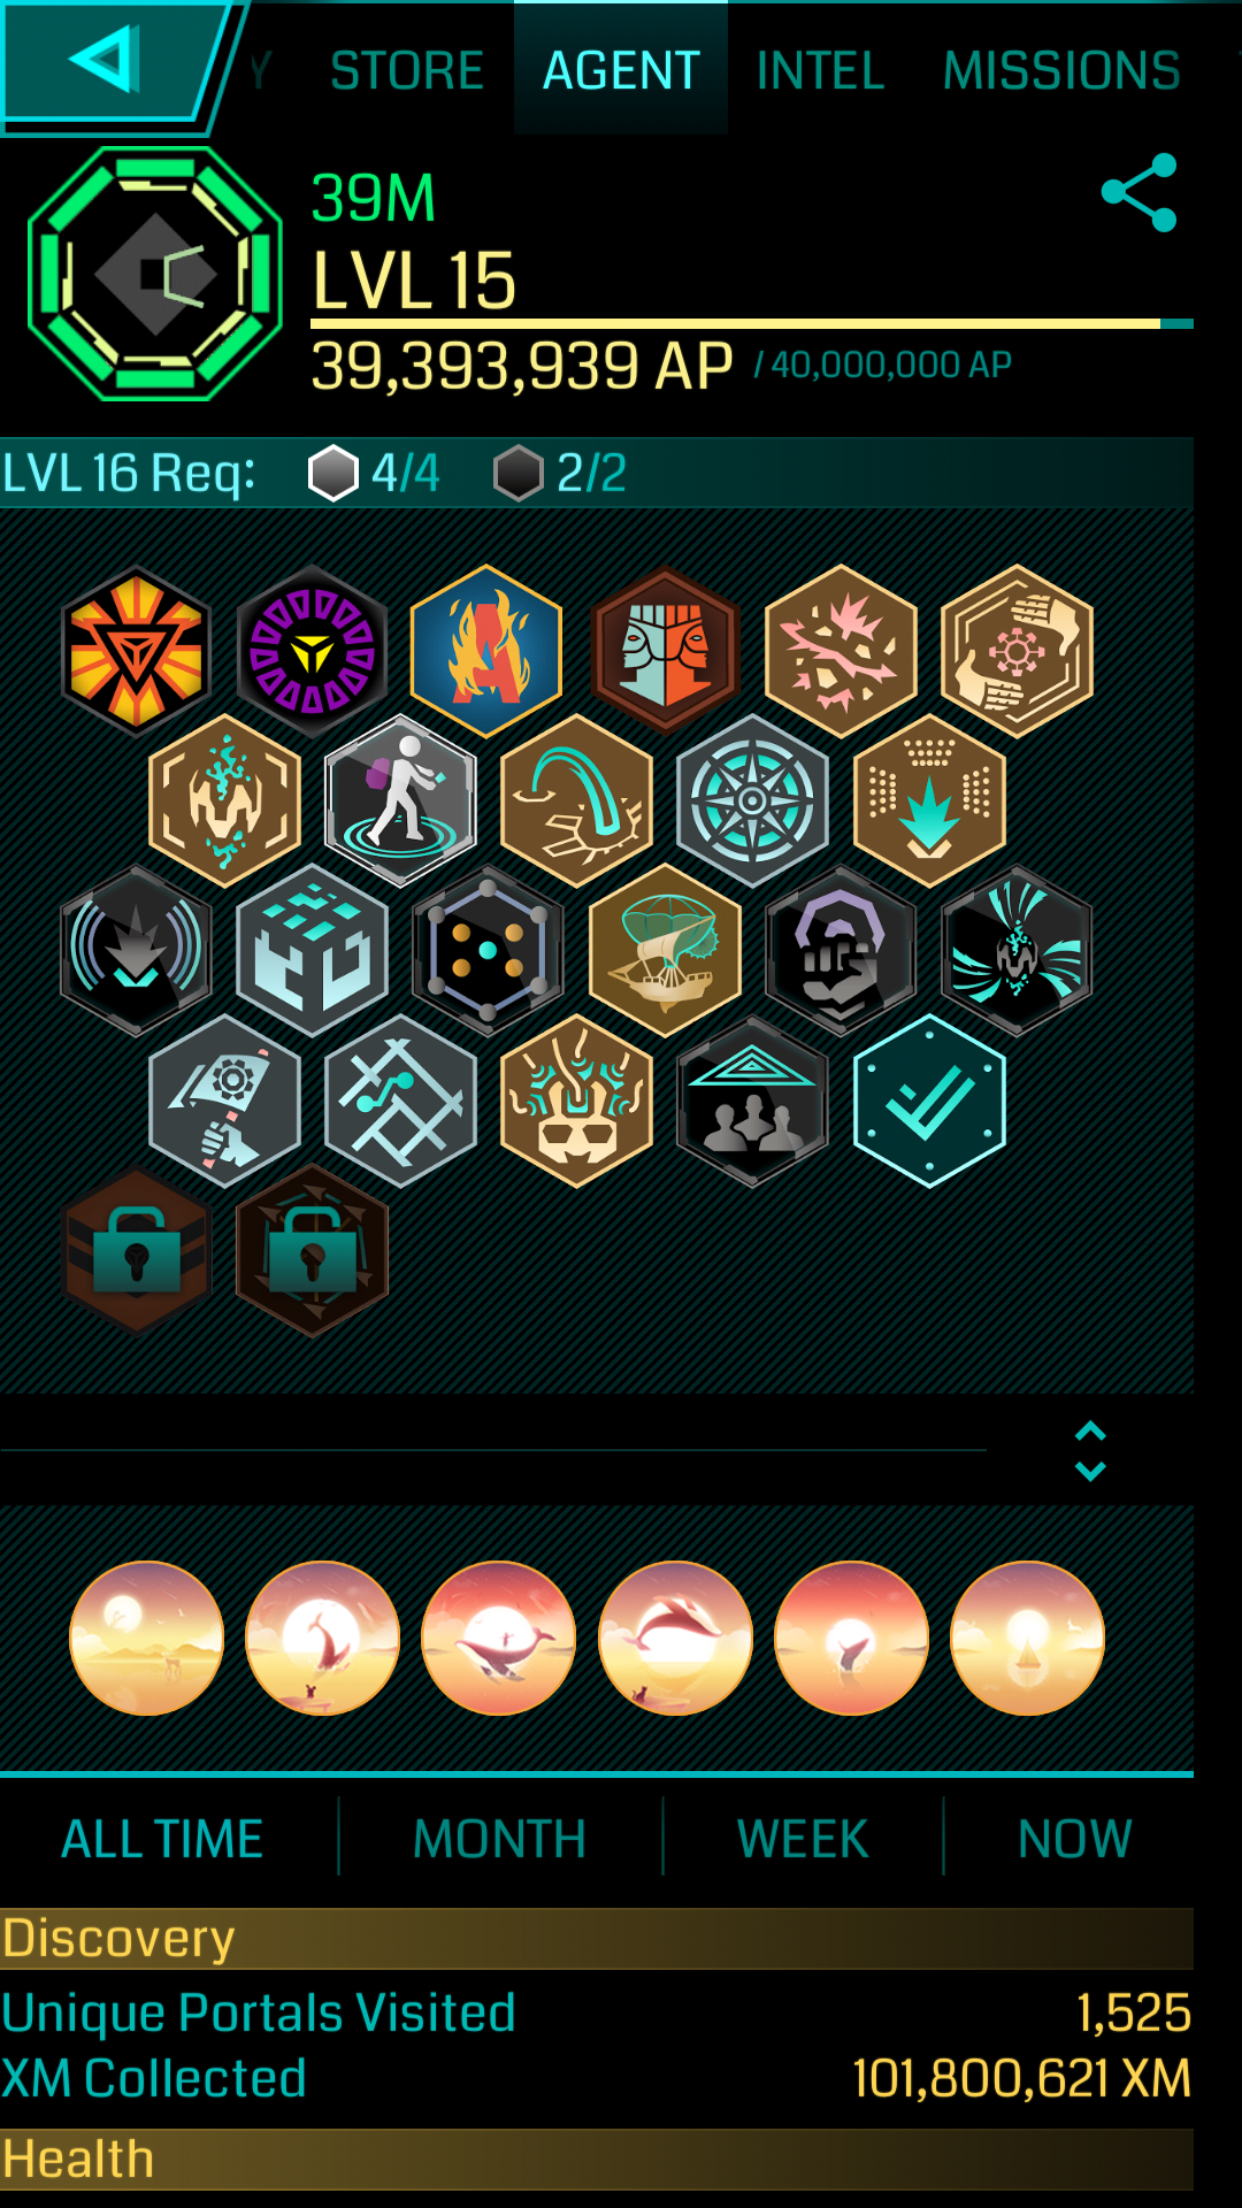 Y STORE AGENT INTEL MISSIONS
39M
LVL 15
39,393,939 AP / 40,000,000 AP
LVL 16 Req: 4/4 2/2
ALL TIME MONTH WEEK NOW
Discovery
Unique Portals Visited 1,525
XM Collected 101,800,621 XM
Health